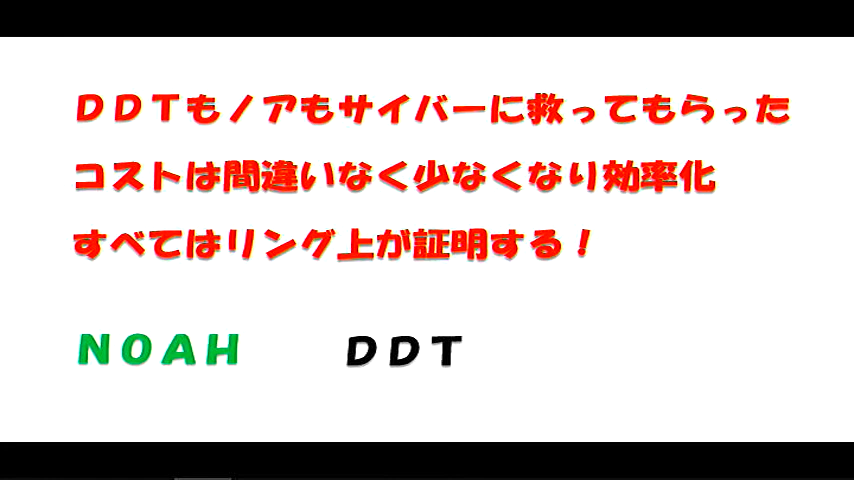 ＤＤＴもノアもサイバーに救ってもらった
コストは間違いなく少なくなり効率化
すべてはリング上が証明する！
ＮＯＡＨ　ＤＤＴ